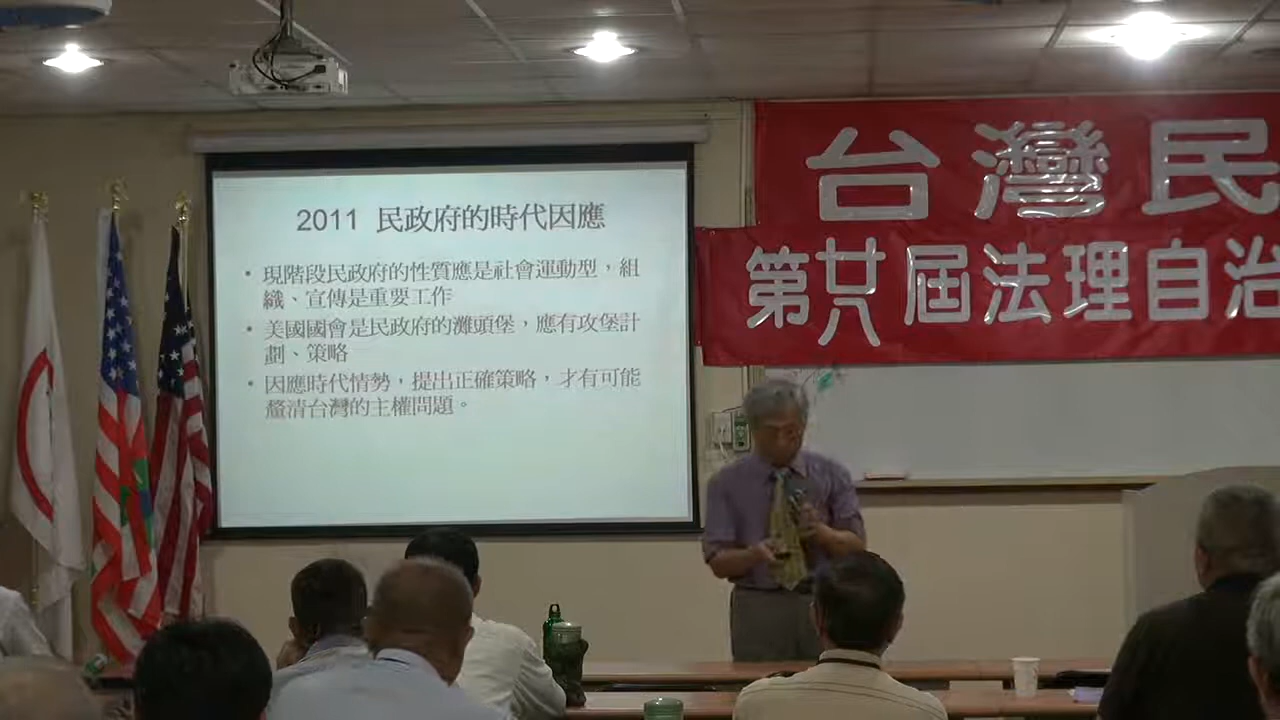 台灣民
第廿八屆法理自治
2011 民政府的時代因應
• 現階段民政府的性質應是社會運動型，組
織、宣傳是重要工作
• 美國國會是民政府的灘頭堡，應有攻堡計
劃、策略
• 因應時代情勢，提出正確策略，才有可能
釐清台灣的主權問題。